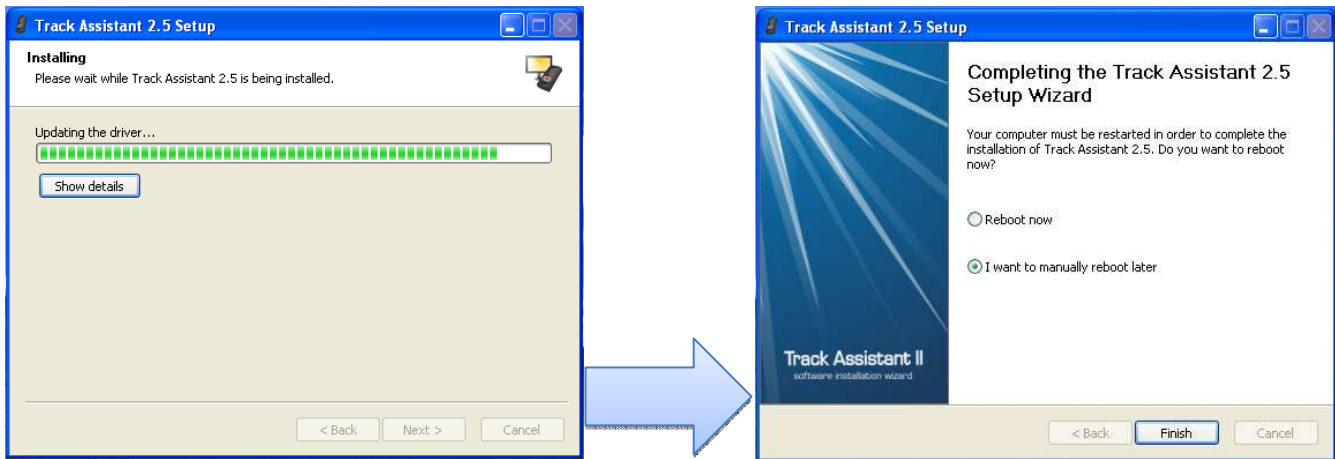 Track Assistant 2.5 Setup
Installing
Please wait while Track Assistant 2.5 is being installed.
Updating the driver...
Show details
< Back
Next >
Cancel
Track Assistant 2.5 Setup
Completing the Track Assistant 2.5
Setup Wizard
Your computer must be restarted in order to complete the
installation of Track Assistant 2.5. Do you want to reboot
now?
Reboot now
I want to manually reboot later
Track Assistant II
software installation wizard
< Back
Finish
Cancel